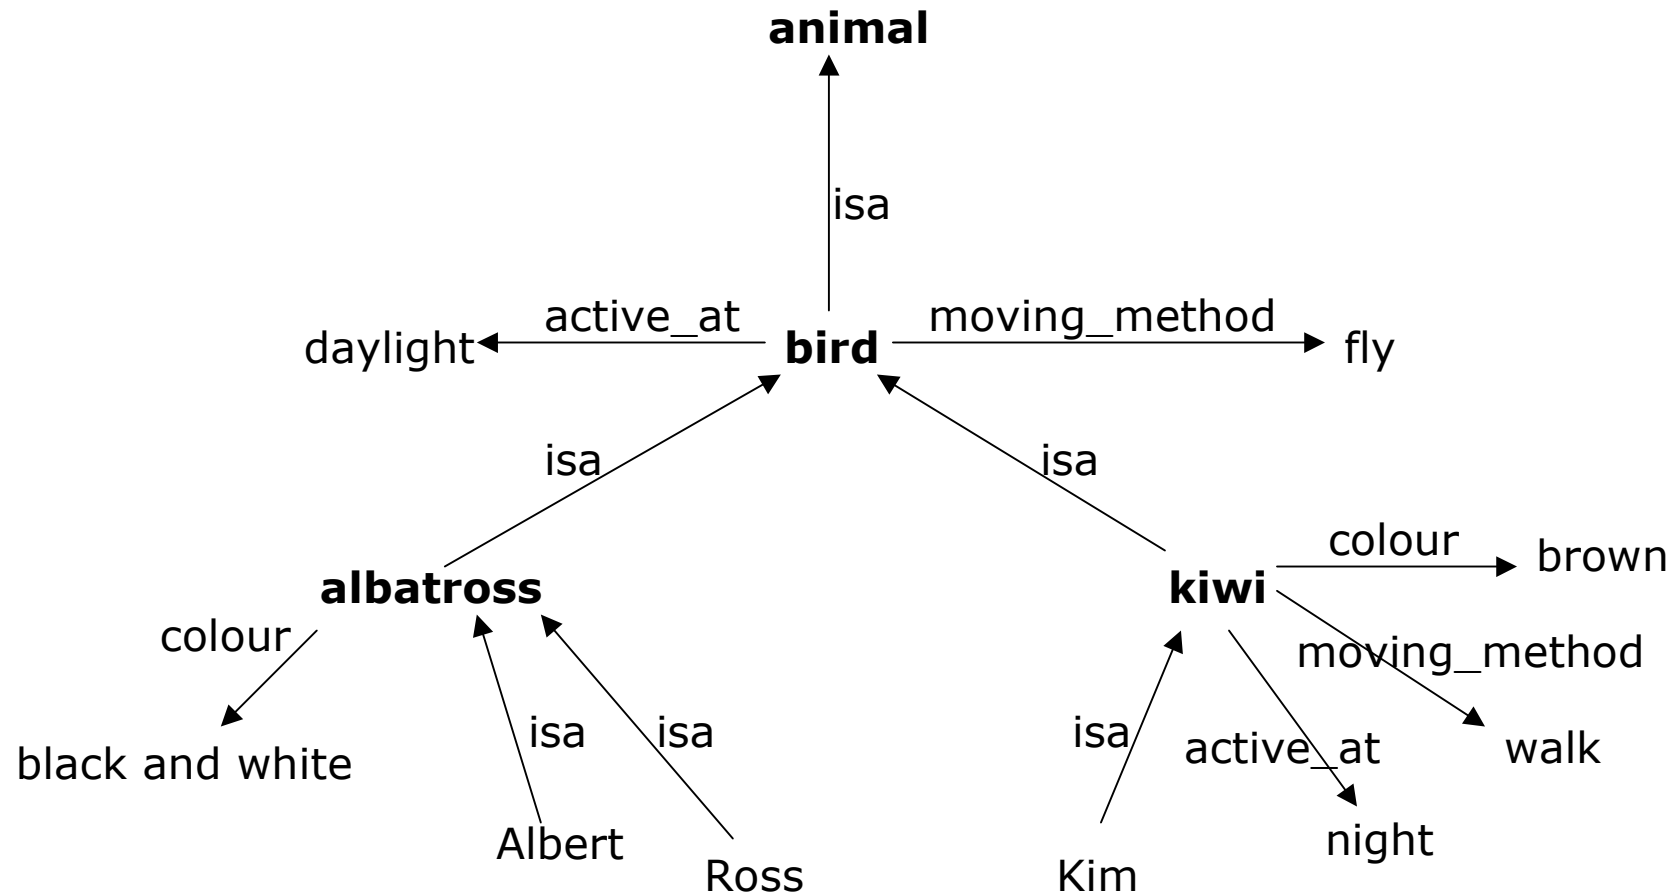 animal
isa
active_at
moving_method
daylight
bird
fly
isa
isa
colour
brown
albatross
kiwi
colour
moving_method
isa
isa
isa
active_at
walk
black and white
Albert
night
Ross
Kim